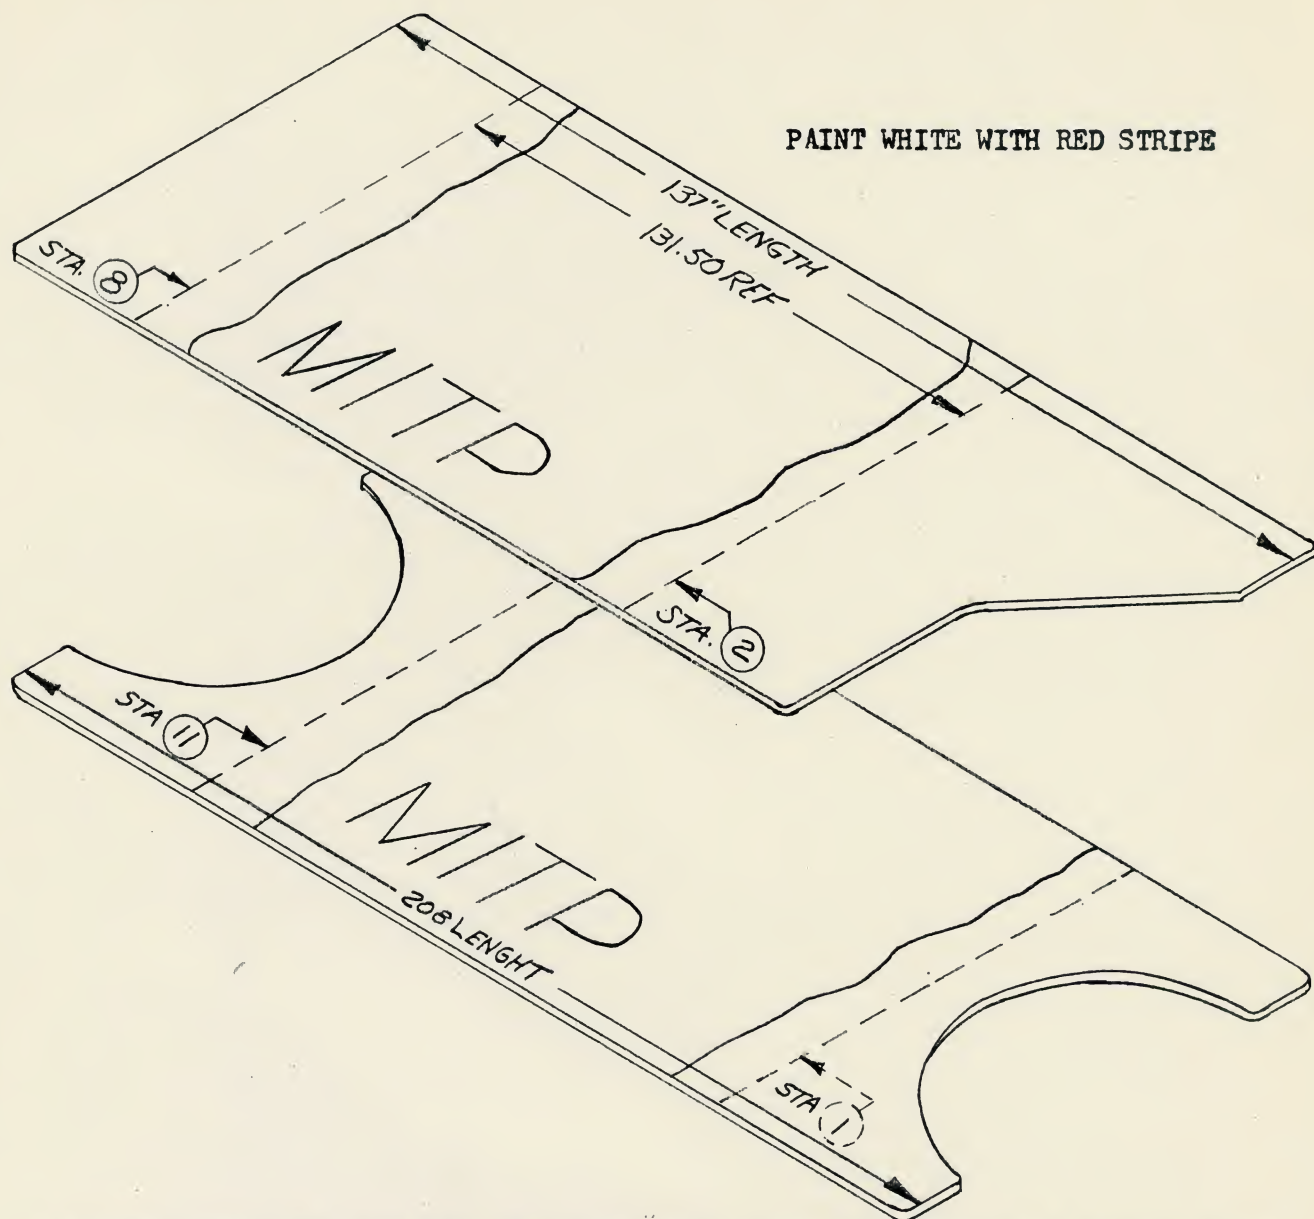 PAINT WHITE WITH RED STRIPE
137" LENGTH
131.50 REF
STA. 8
MITP
STA. 2
STA 11
MITP
208 LENGHT
STA 1